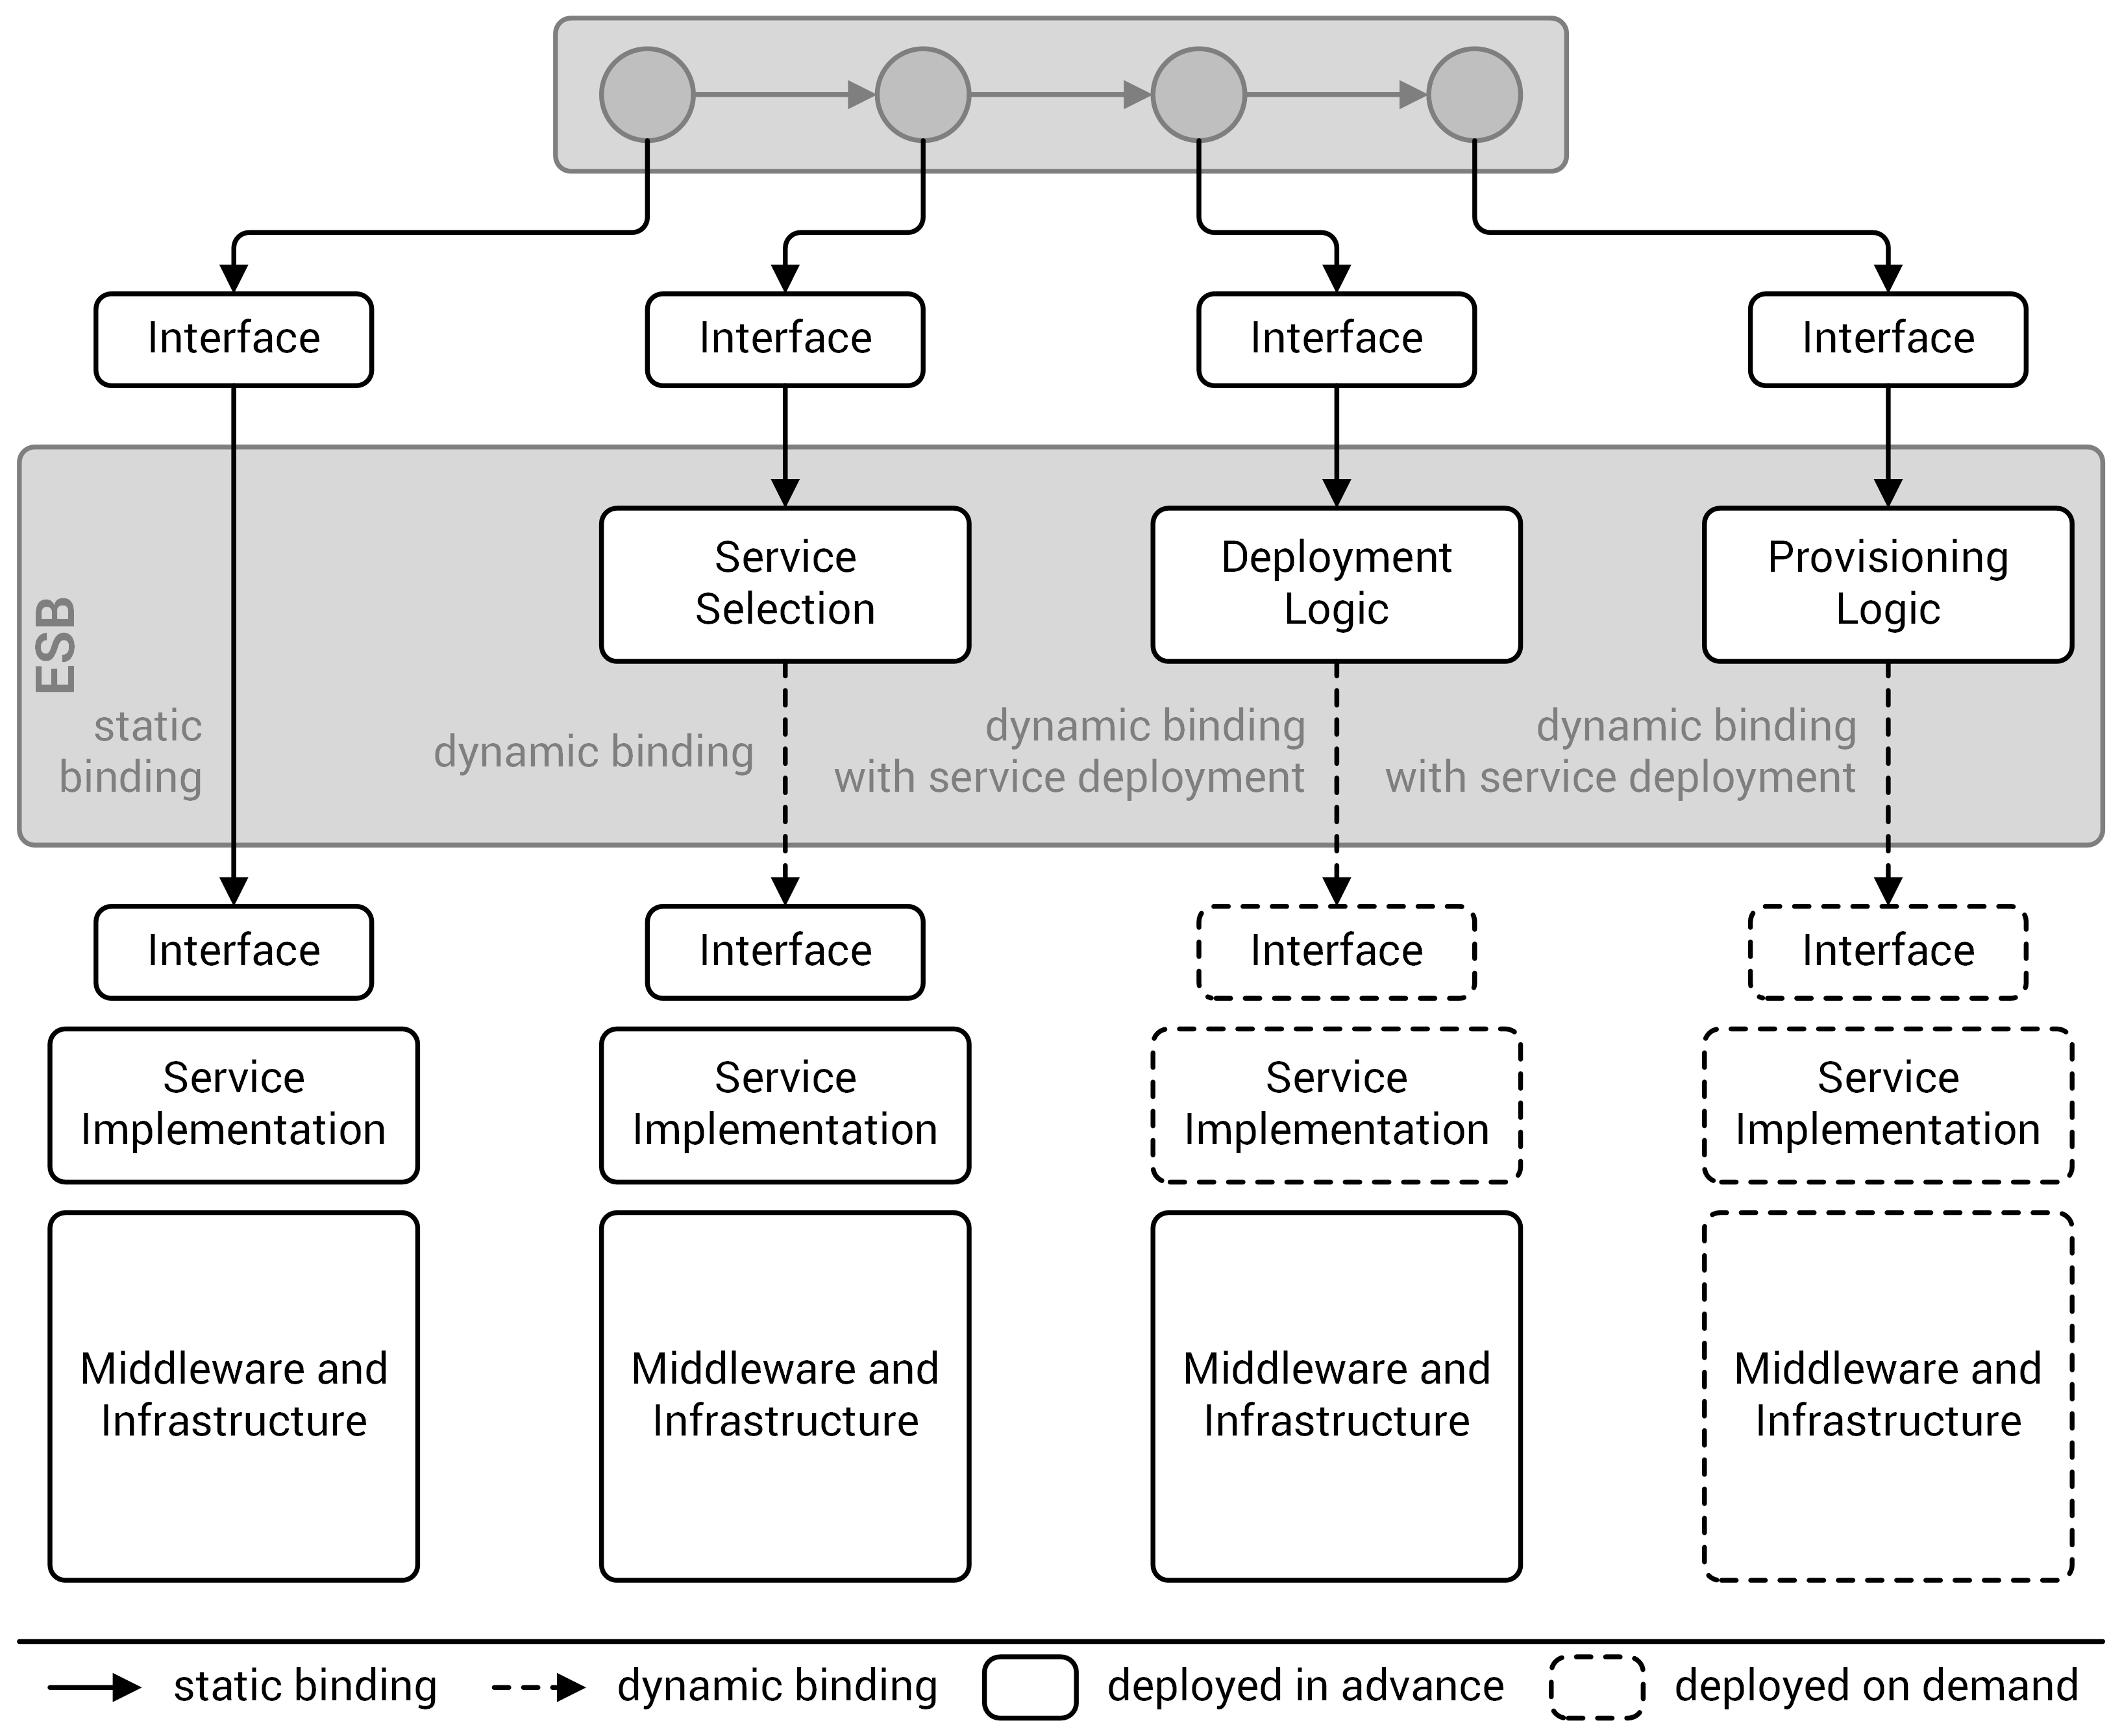 Interface
Interface
Interface
Interface
ESB
Service
Selection
Deployment
Logic
Provisioning
Logic
static
binding
dynamic binding
dynamic binding
with service deployment
dynamic binding
with service deployment
Interface
Interface
Interface
Interface
Service
Implementation
Service
Implementation
Service
Implementation
Service
Implementation
Middleware and
Infrastructure
Middleware and
Infrastructure
Middleware and
Infrastructure
Middleware and
Infrastructure
static binding
dynamic binding
deployed in advance
deployed on demand